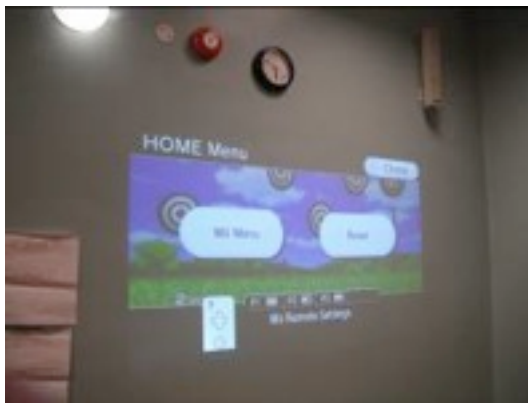 HOME Menu
Close
Wii Menu
Reset
Wii Remote Settings